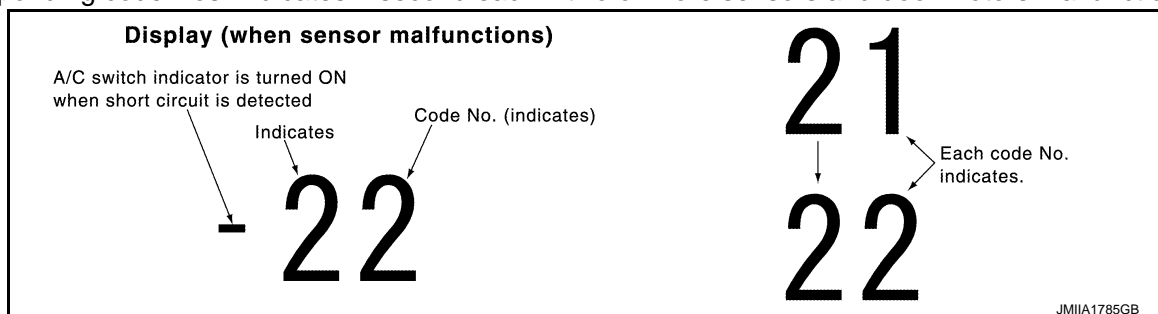 Display (when sensor malfunctions)
A/C switch indicator is turned ON
when short circuit is detected
Indicates
Code No. (indicates)
- 22
21
22
Each code No.
indicates.
JMIIA1785GB